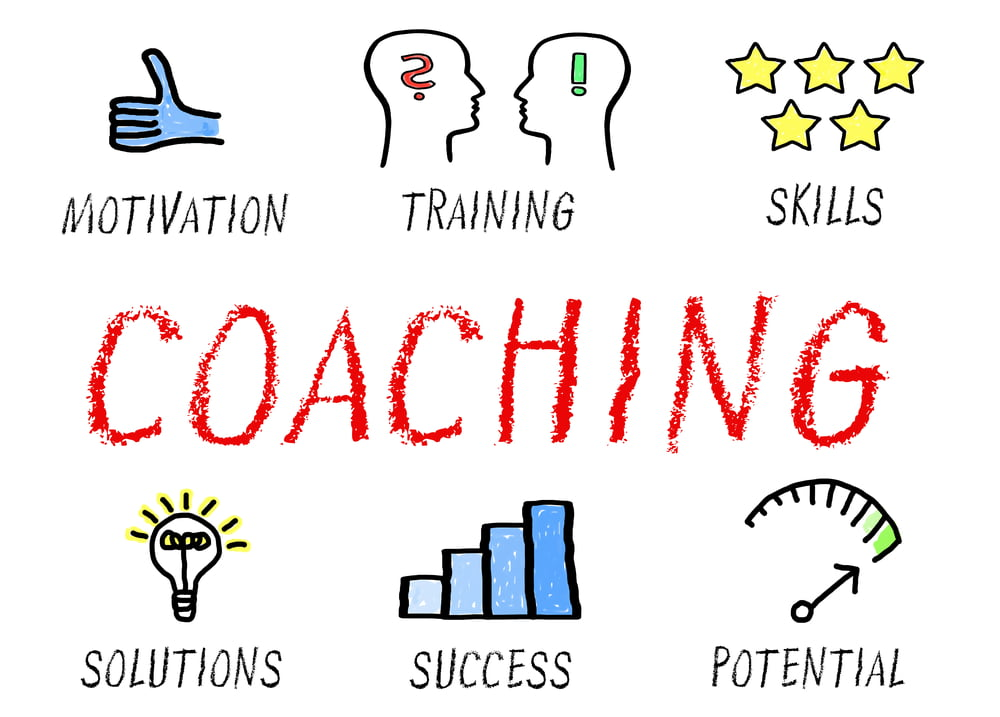 ? !
MOTIVATION TRAINING SKILLS
COACHING
SOLUTIONS SUCCESS POTENTIAL